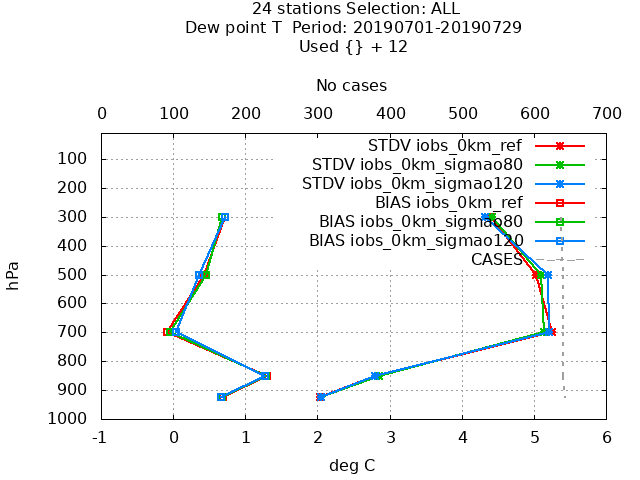 24 stations Selection: ALL
Dew point T  Period: 20190701-20190729
Used {} + 12
No cases
0 100 200 300 400 500 600 700
STDV iobs_0km_ref
STDV iobs_0km_sigmao80
STDV iobs_0km_sigmao120
BIAS iobs_0km_ref
BIAS iobs_0km_sigmao80
BIAS iobs_0km_sigmao120
CASES
hPa
100
200
300
400
500
600
700
800
900
1000
-1 0 1 2 3 4 5 6
deg C